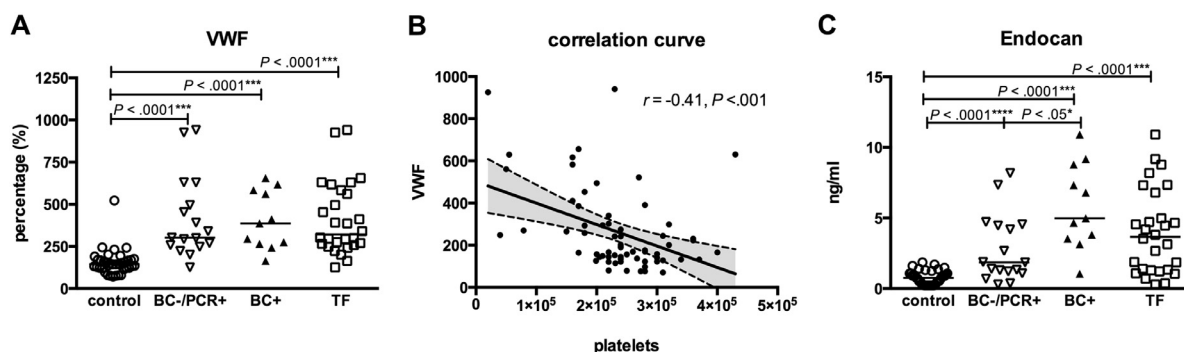 A
VWF
P < .0001***
P < .0001***
P < .0001***
percentage (%)
1250
1000
750
500
250
0
control BC-/PCR+ BC+ TF
B
correlation curve
r = -0.41, P<.001
VWF
1000
800
600
400
200
0
0 1×10⁵ 2×10⁵ 3×10⁵ 4×10⁵ 5×10⁵
platelets
C
Endocan
P < .0001***
P < .0001***
P < .0001**** P < .05*
ng/ml
15
10
5
0
control BC-/PCR+ BC+ TF